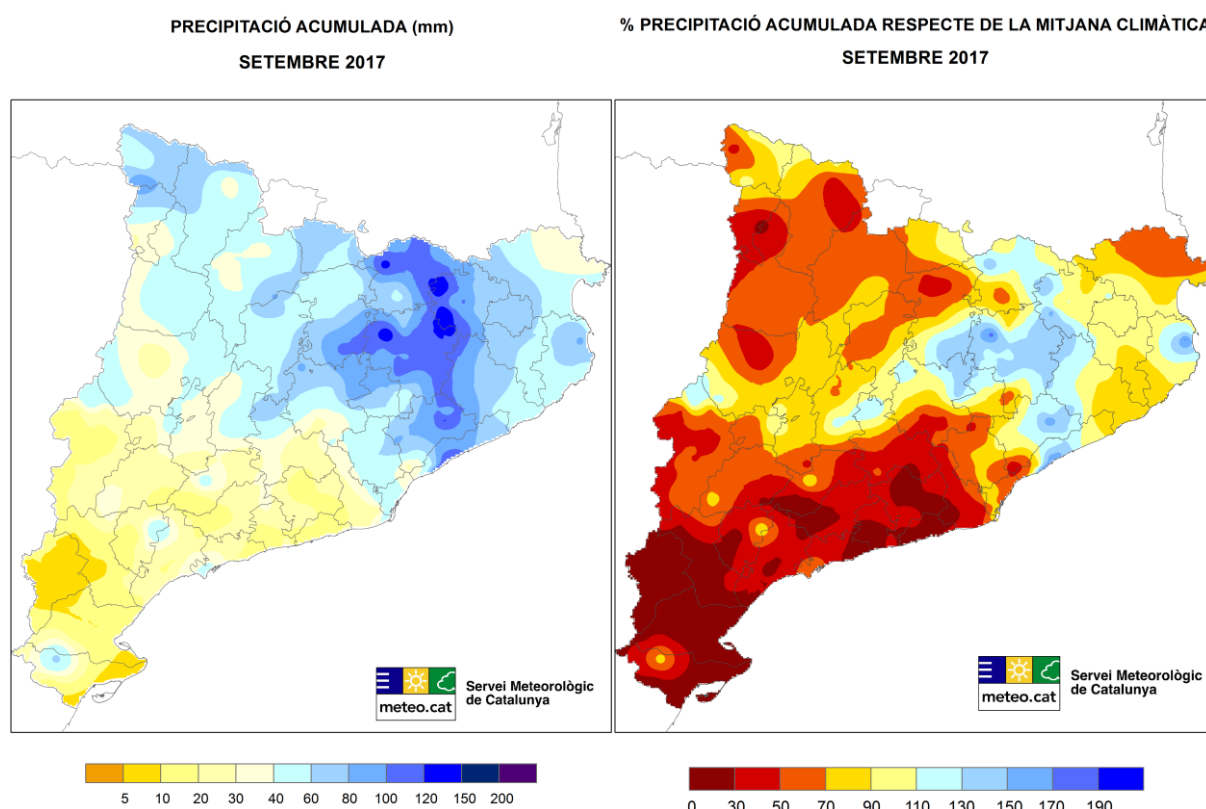 PRECIPITACIÓ ACUMULADA (mm)
SETEMBRE 2017
% PRECIPITACIÓ ACUMULADA RESPECTE DE LA MITJANA CLIMÀTICA
SETEMBRE 2017
meteo.cat
Servei Meteorològic
de Catalunya
meteo.cat
Servei Meteorològic
de Catalunya
5 10 20 30 40 60 80 100 120 150 200
0 30 50 70 90 110 130 150 170 190